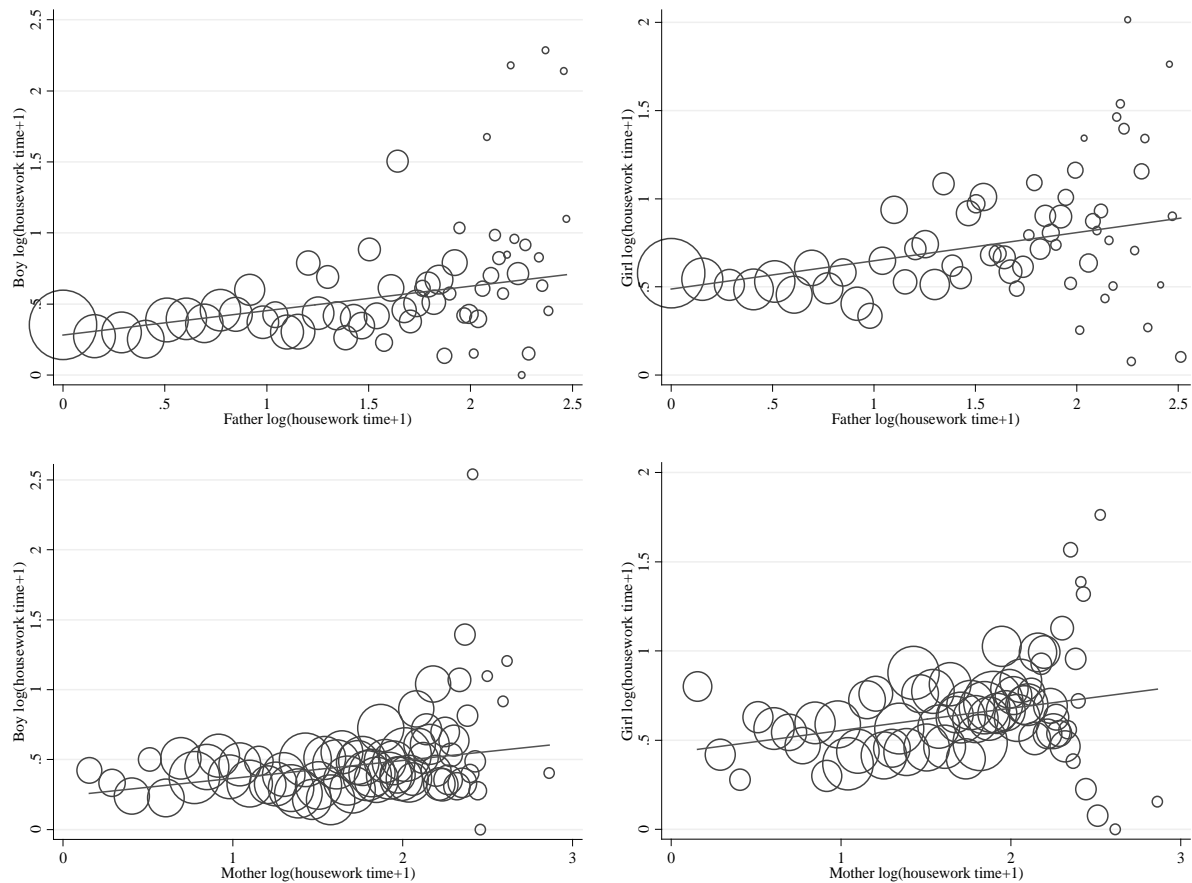 Boy log(housework time+1)
2.5
2
1.5
1
.5
0
0 .5 1 1.5 2 2.5
Father log(housework time+1)
Girl log(housework time+1)
2
1.5
1
.5
0
0 .5 1 1.5 2 2.5
Father log(housework time+1)
Boy log(housework time+1)
2.5
2
1.5
1
.5
0
0 1 2 3
Mother log(housework time+1)
Girl log(housework time+1)
2
1.5
1
.5
0
0 1 2 3
Mother log(housework time+1)